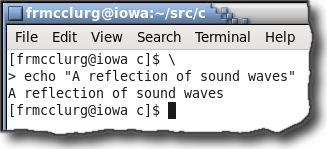 frmcclurg@iowa:~/src/c
File Edit View Search Terminal Help
[frmcclurg@iowa c]$ \
> echo "A reflection of sound waves"
A reflection of sound waves
[frmcclurg@iowa c]$